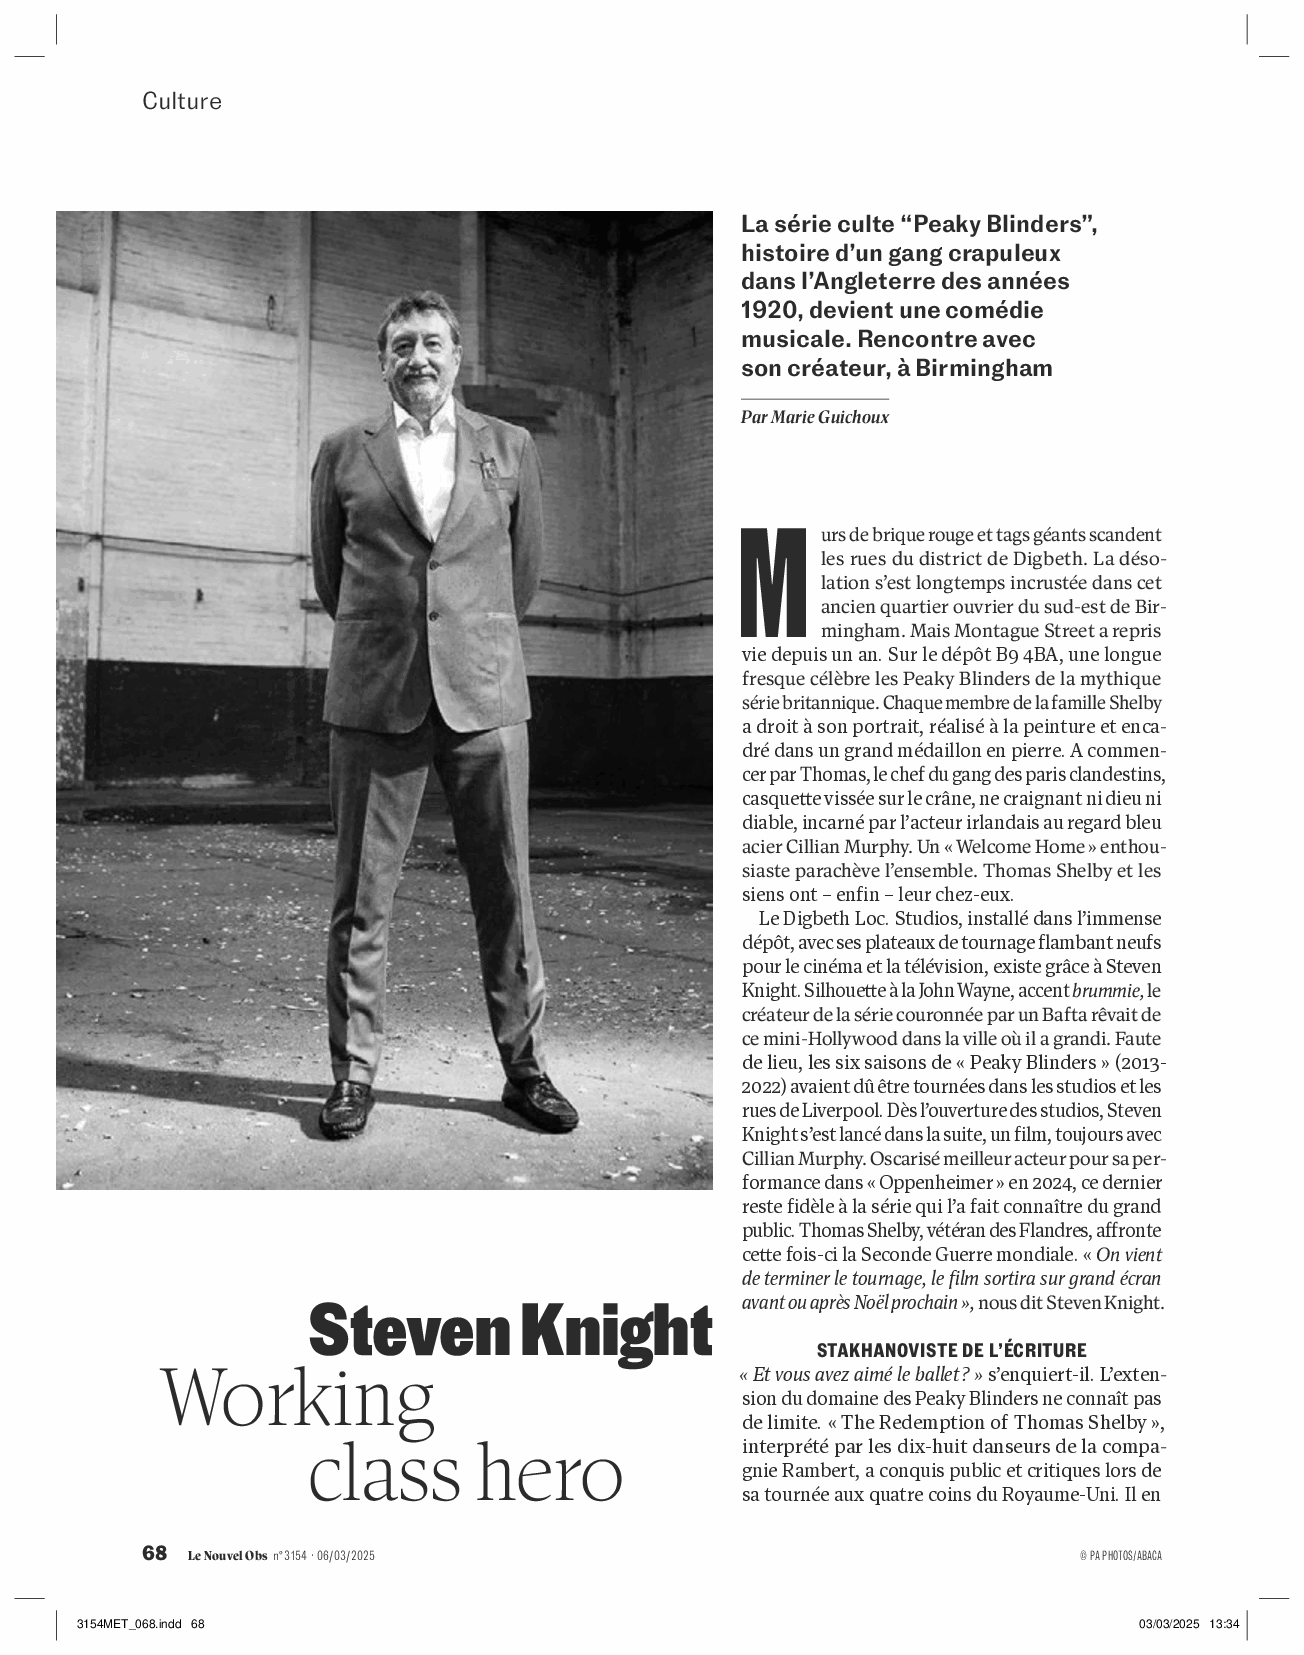 Culture
La série culte “Peaky Blinders”,
histoire d’un gang crapuleux
dans l’Angleterre des années
1920, devient une comédie
musicale. Rencontre avec
son créateur, à Birmingham
Par Marie Guichoux
Murs de brique rouge et tags géants scandent
les rues du district de Digbeth. La déso-
lation s’est longtemps incrustée dans cet
ancien quartier ouvrier du sud-est de Bir-
mingham. Mais Montague Street a repris
vie depuis un an. Sur le dépôt B9 4BA, une longue
fresque célèbre les Peaky Blinders de la mythique
série britannique. Chaque membre de la famille Shelby
a droit à son portrait, réalisé à la peinture et enca-
dré dans un grand médaillon en pierre. A commen-
cer par Thomas, le chef du gang des paris clandestins,
casquette vissée sur le crâne, ne craignant ni dieu ni
diable, incarné par l’acteur irlandais au regard bleu
acier Cillian Murphy. Un « Welcome Home » enthou-
siaste parachève l’ensemble. Thomas Shelby et les
siens ont – enfin – leur chez-eux.
Le Digbeth Loc. Studios, installé dans l’immense
dépôt, avec ses plateaux de tournage flambant neufs
pour le cinéma et la télévision, existe grâce à Steven
Knight. Silhouette à la John Wayne, accent brummie, le
créateur de la série couronnée par un Bafta rêvait de
ce mini-Hollywood dans la ville où il a grandi. Faute
de lieu, les six saisons de « Peaky Blinders » (2013-
2022) avaient dû être tournées dans les studios et les
rues de Liverpool. Dès l’ouverture des studios, Steven
Knight s’est lancé dans la suite, un film, toujours avec
Cillian Murphy. Oscarisé meilleur acteur pour sa per-
formance dans « Oppenheimer » en 2024, ce dernier
reste fidèle à la série qui l’a fait connaître du grand
public. Thomas Shelby, vétéran des Flandres, affronte
cette fois-ci la Seconde Guerre mondiale. « On vient
de terminer le tournage, le film sortira sur grand écran
avant ou après Noël prochain », nous dit Steven Knight.
STAKHANOVISTE DE L’ÉCRITURE
« Et vous avez aimé le ballet ? » s’enquiert-il. L’exten-
sion du domaine des Peaky Blinders ne connaît pas
de limite. « The Redemption of Thomas Shelby »,
interprété par les dix-huit danseurs de la compa-
gnie Rambert, a conquis public et critiques lors de
sa tournée aux quatre coins du Royaume-Uni. Il en
Steven Knight
Working
class hero
68 Le Nouvel Obs n° 3154 · 06/03/2025
© PA PHOTOS/ABACA
3154MET_068.indd 68
03/03/2025 13:34